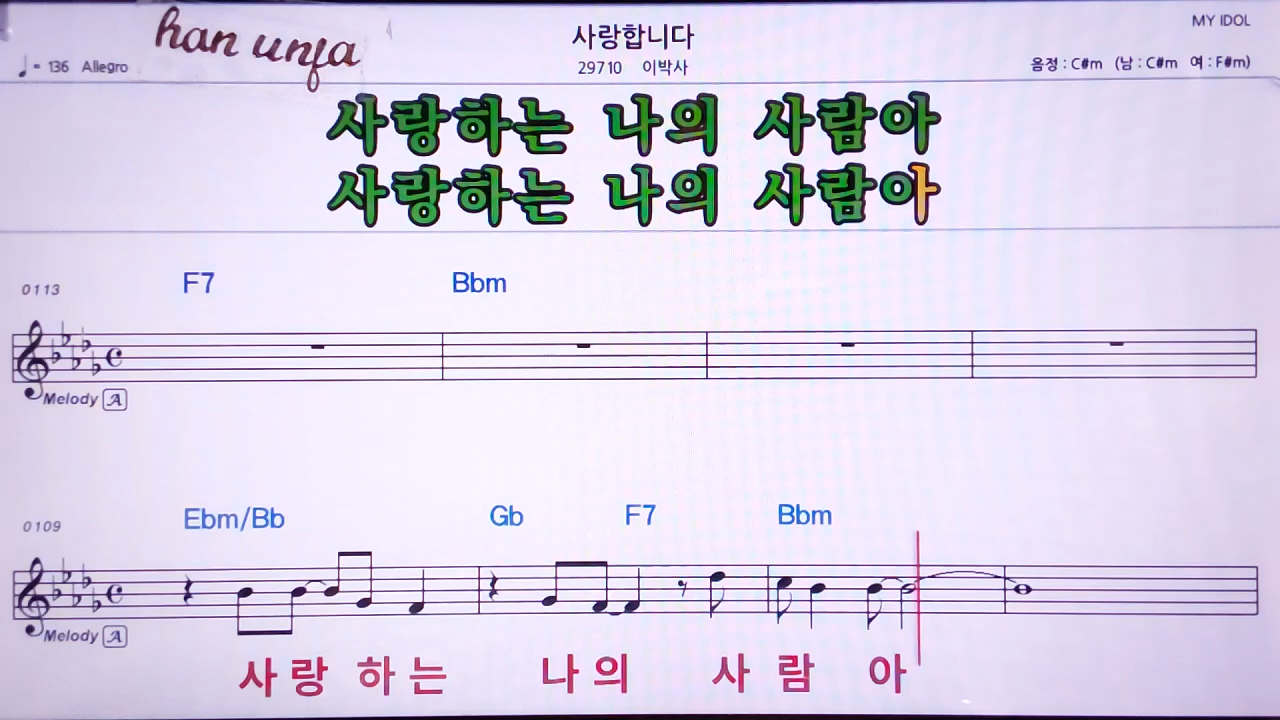 han unfa
사랑합니다
MY IDOL
♩= 136 Allegro
29710 이박사
음정 : C#m (남 : C#m 여 : F#m)
사랑하는 나의 사람아
사랑하는 나의 사람아
0113 F7 Bbm
Melody A
0109 Ebm/Bb Gb F7 Bbm
Melody A
사랑 하는 나의 사 람 아